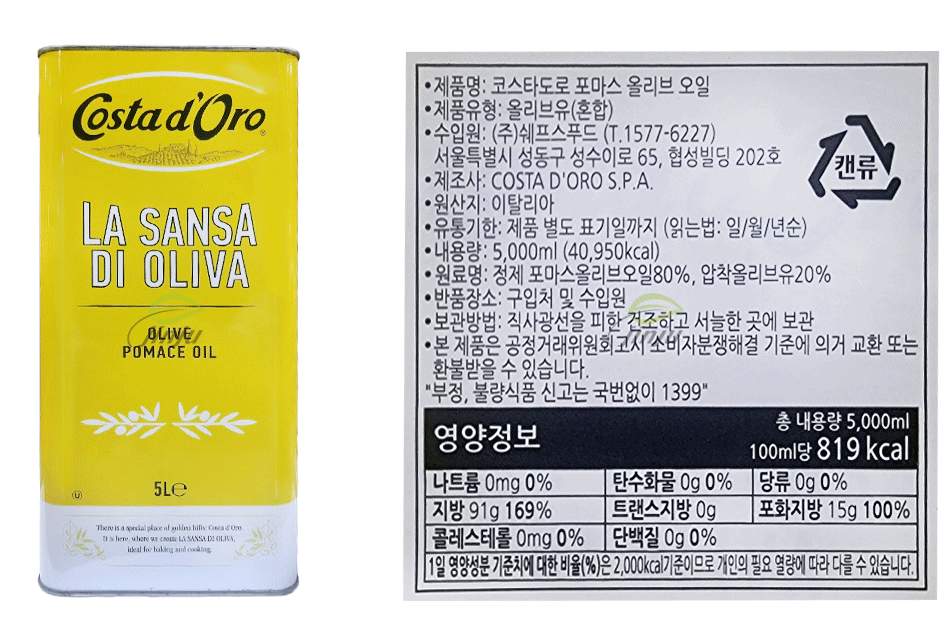 Costa d'Oro®
LA SANSA
DI OLIVA
OLIVE
POMACE OIL
5L℮
There is a special place of golden hills: Costa d'Oro.
It is here, where we create LA SANSA DI OLIVA,
ideal for baking and cooking.
•제품명: 코스타도로 포마스 올리브 오일
•제품유형: 올리브유(혼합)
•수입원: (주)쉐프스푸드 (T.1577-6227)
서울특별시 성동구 성수이로 65, 협성빌딩 202호
•제조사: COSTA D'ORO S.P.A.
•원산지: 이탈리아
•유통기한: 제품 별도 표기일까지 (읽는법: 일/월/년순)
•내용량: 5,000ml (40,950kcal)
•원료명: 정제 포마스올리브오일80%, 압착올리브유20%
•반품장소: 구입처 및 수입원
•보관방법: 직사광선을 피한 건조하고 서늘한 곳에 보관
•본 제품은 공정거래위원회고시 소비자분쟁해결 기준에 의거 교환 또는
환불받을 수 있습니다.
"부정, 불량식품 신고는 국번없이 1399"
캔류
영양정보
총 내용량 5,000ml
100ml당 819 kcal
나트륨 0mg 0% 탄수화물 0g 0% 당류 0g 0%
지방 91g 169% 트랜스지방 0g 포화지방 15g 100%
콜레스테롤 0mg 0% 단백질 0g 0%
1일 영양성분 기준치에 대한 비율(%)은 2,000kcal기준이므로 개인의 필요 열량에 따라 다를 수 있습니다.